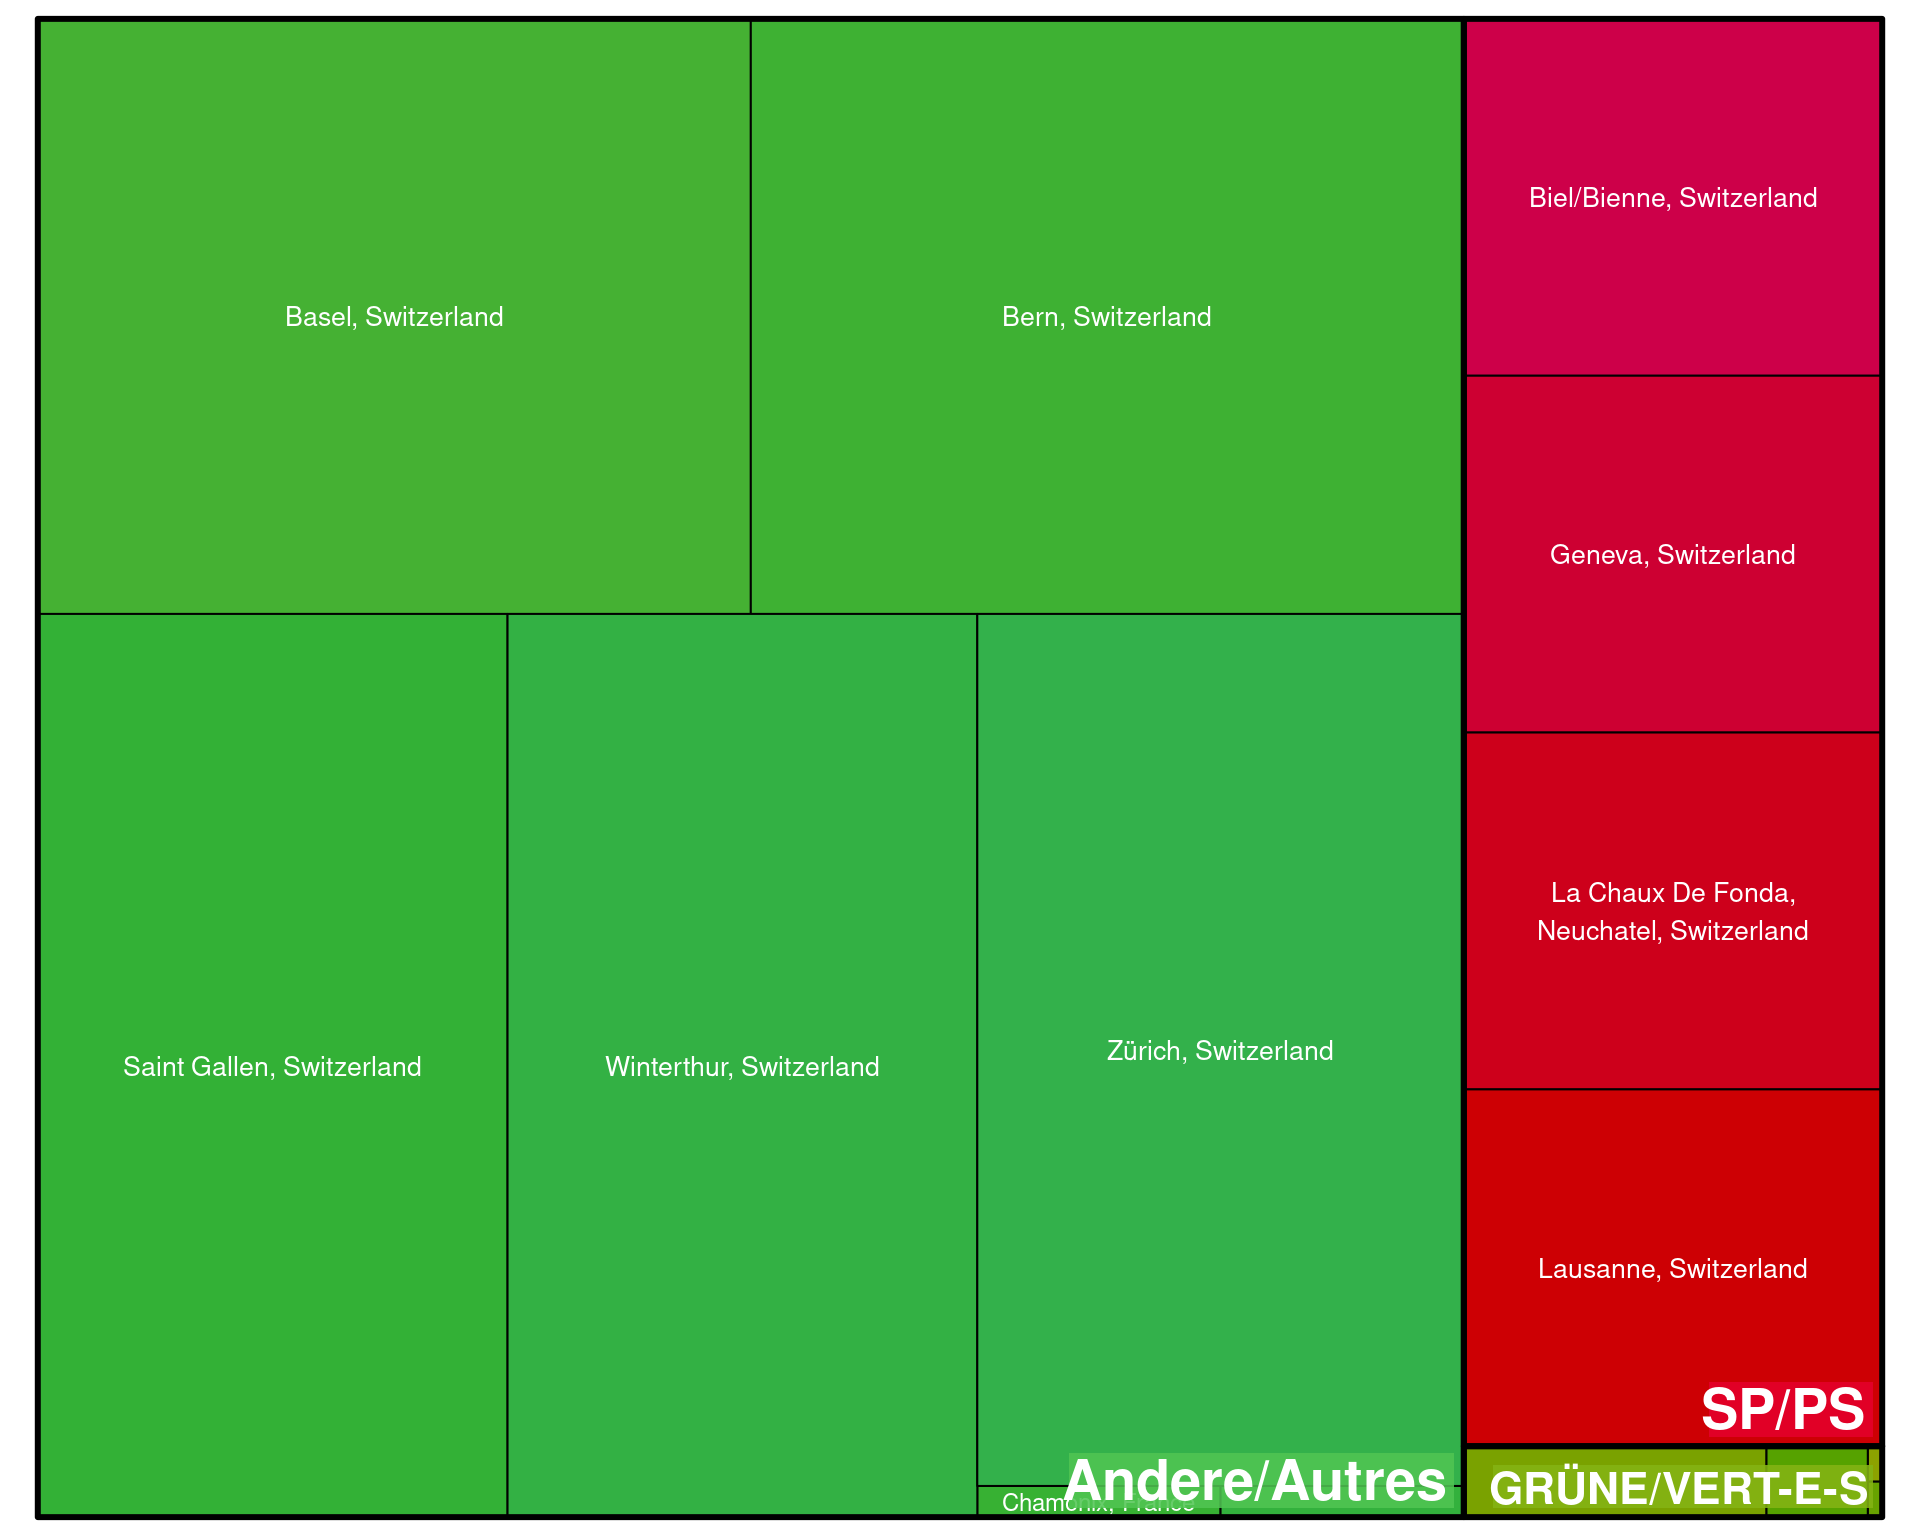 Basel, Switzerland
Bern, Switzerland
Biel/Bienne, Switzerland
Geneva, Switzerland
La Chaux De Fonda,
Neuchatel, Switzerland
Saint Gallen, Switzerland
Winterthur, Switzerland
Zürich, Switzerland
Lausanne, Switzerland
SP/PS
Andere/Autres
Chamonix, France
GRÜNE/VERT-E-S